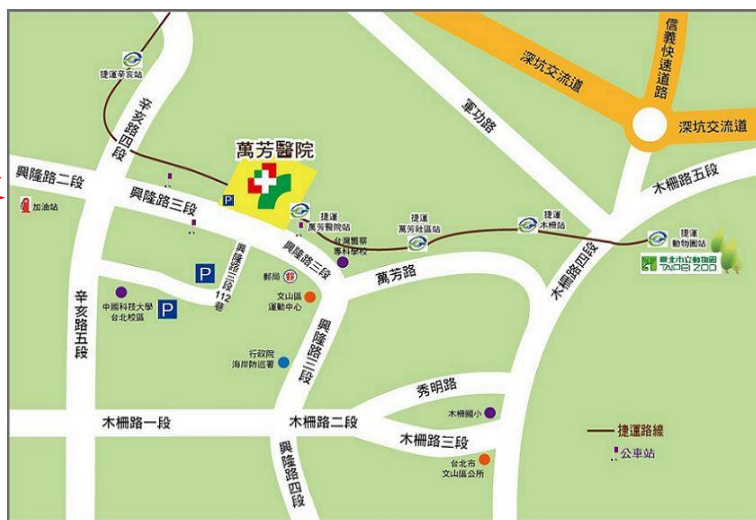 信義快速道路
深坑交流道
捷運辛亥站
辛亥路四段
軍功路
深坑交流道
萬芳醫院
木柵路五段
興隆路二段
興隆路三段
P
加油站
捷運
萬芳醫院站
捷運
萬芳社區站
捷運
木柵站
捷運
動物園站
台灣警察
專科學校
興隆路三段
臺北市立動物園
TAIPEI ZOO
萬芳路
木柵路四段
興隆路三段112巷
P
郵局
文山區
運動中心
中國科技大學
台北校區
P
辛亥路五段
興隆路三段
行政院
海岸防巡署
秀明路
木柵路一段
木柵路二段
木柵國小
木柵路三段
捷運路線
公車站
台北市
文山區公所
興隆路四段